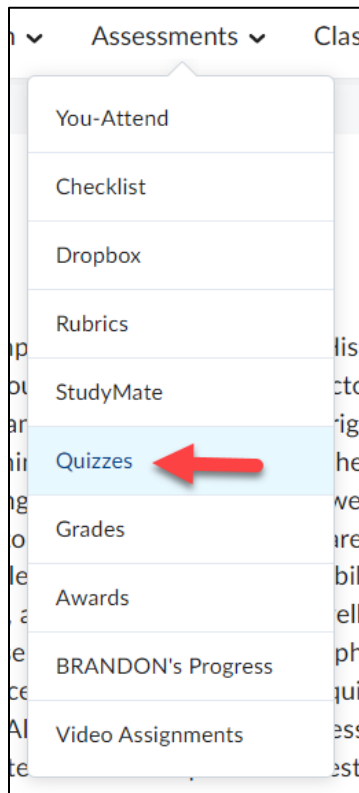 Assessments
You-Attend
Checklist
Dropbox
Rubrics
StudyMate
Quizzes
Grades
Awards
BRANDON's Progress
Video Assignments